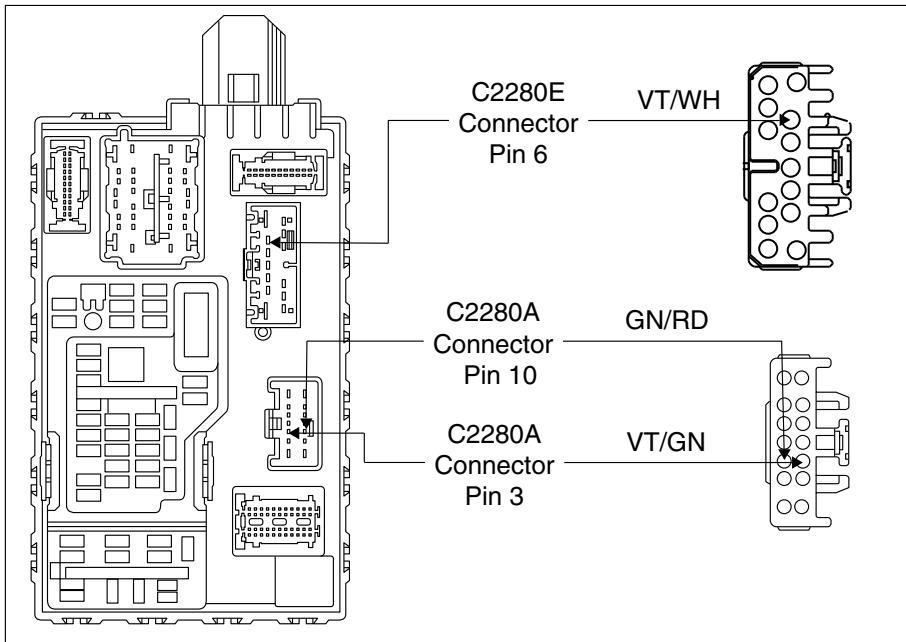 C2280E
Connector
Pin 6
VT/WH
C2280A
Connector
Pin 10
GN/RD
C2280A
Connector
Pin 3
VT/GN